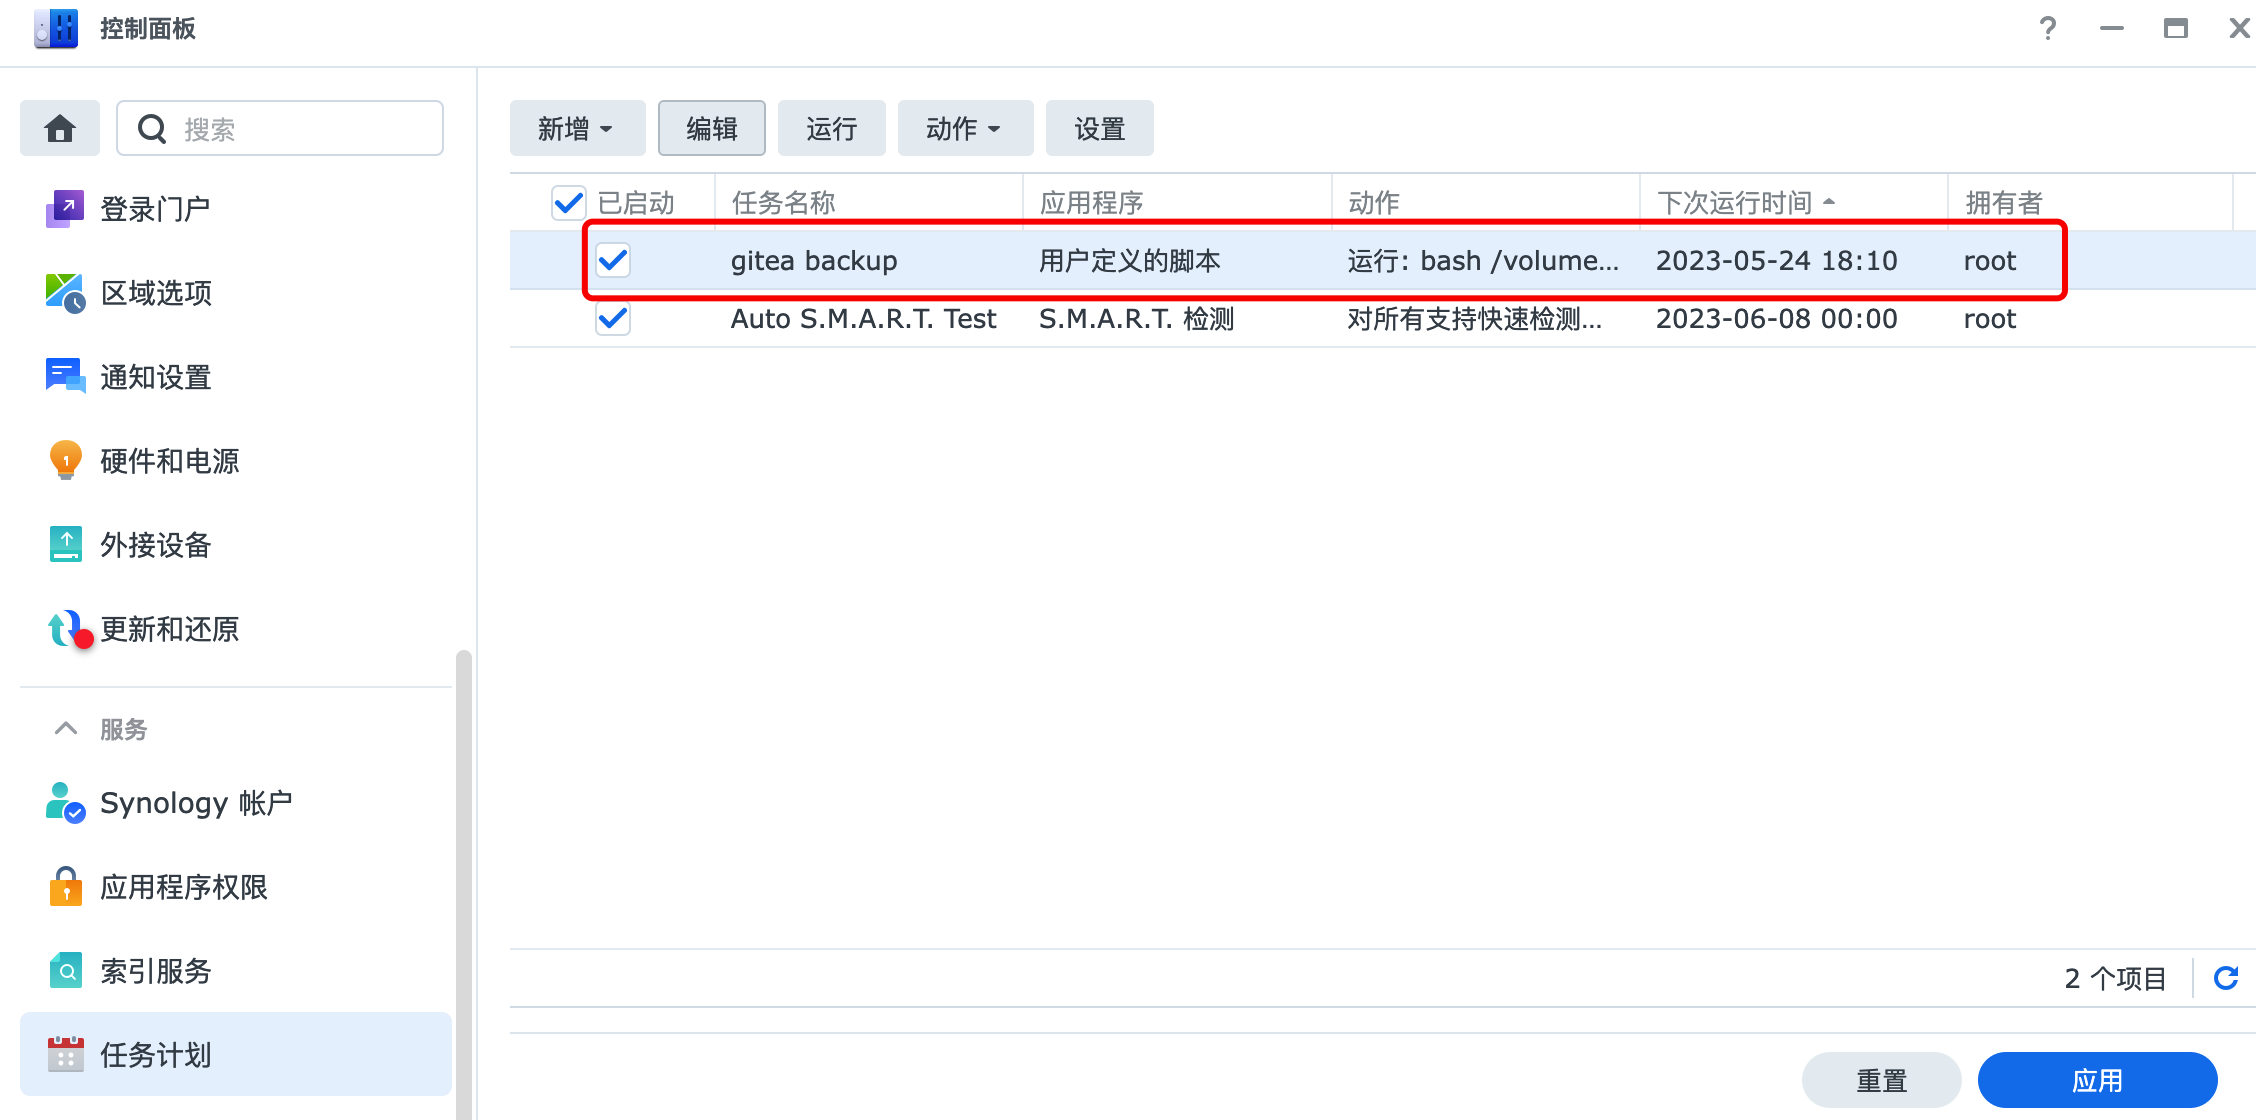 控制面板
搜索
登录门户
区域选项
通知设置
硬件和电源
外接设备
更新和还原
服务
Synology 帐户
应用程序权限
索引服务
任务计划
新增 编辑 运行 动作 设置
已启动 任务名称 应用程序 动作 下次运行时间 拥有者
gitea backup 用户定义的脚本 运行: bash /volume... 2023-05-24 18:10 root
Auto S.M.A.R.T. Test S.M.A.R.T. 检测 对所有支持快速检测... 2023-06-08 00:00 root
2 个项目
重置 应用